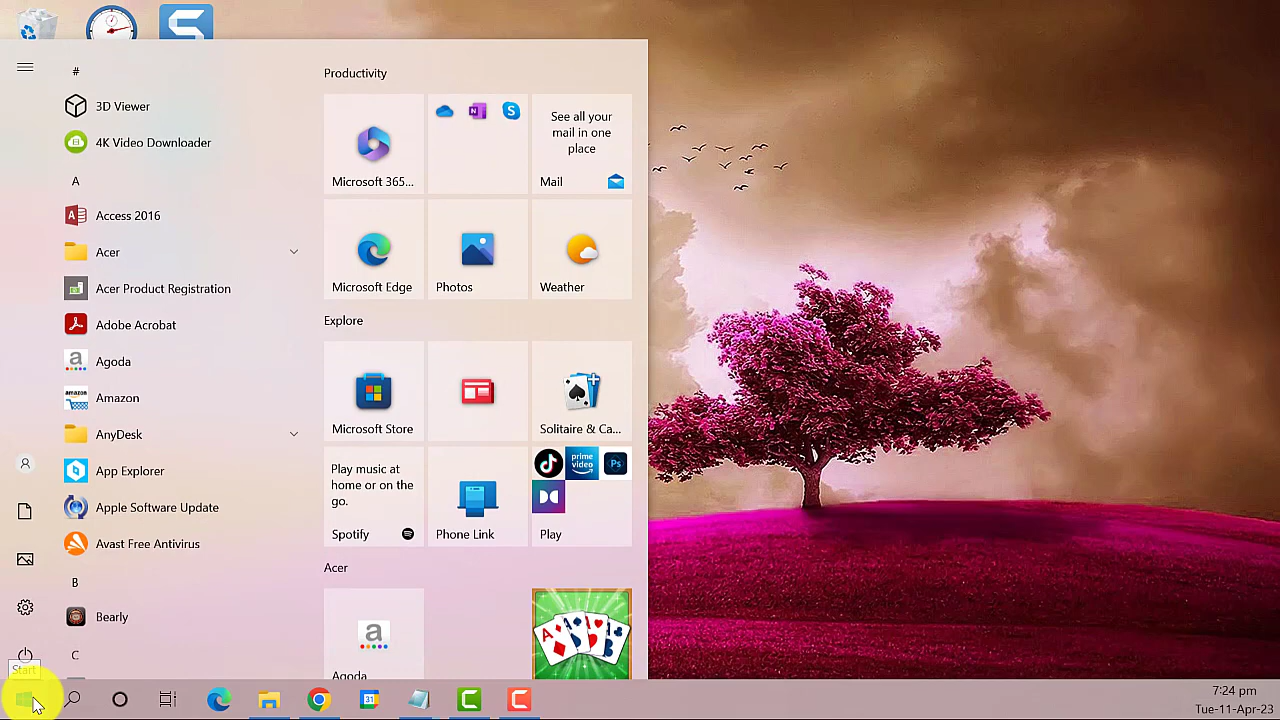 #
3D Viewer
4K Video Downloader
A
Access 2016
Acer
Acer Product Registration
Adobe Acrobat
Agoda
Amazon
AnyDesk
App Explorer
Apple Software Update
Avast Free Antivirus
B
Bearly
C
Start
Productivity
Microsoft 365...
See all your
mail in one
place
Mail
Microsoft Edge
Photos
Weather
Explore
Microsoft Store
Solitaire & Ca...
Play music at
home or on the
go.
Spotify
Phone Link
prime
video
Ps
Play
Acer
a
Agoda
7:24 pm
Tue-11-Apr-23